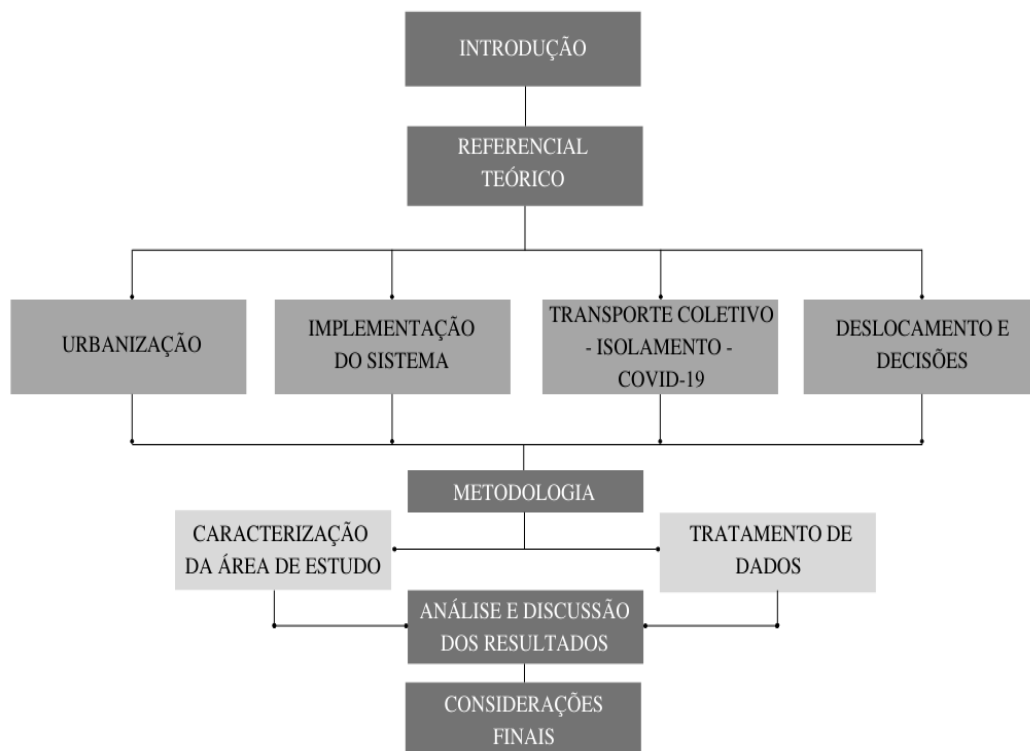 INTRODUÇÃO
REFERENCIAL
TEÓRICO
URBANIZAÇÃO
IMPLEMENTAÇÃO
DO SISTEMA
TRANSPORTE COLETIVO
- ISOLAMENTO -
COVID-19
DESLOCAMENTO E
DECISÕES
METODOLOGIA
CARACTERIZAÇÃO
DA ÁREA DE ESTUDO
TRATAMENTO DE
DADOS
ANÁLISE E DISCUSSÃO
DOS RESULTADOS
CONSIDERAÇÕES
FINAIS